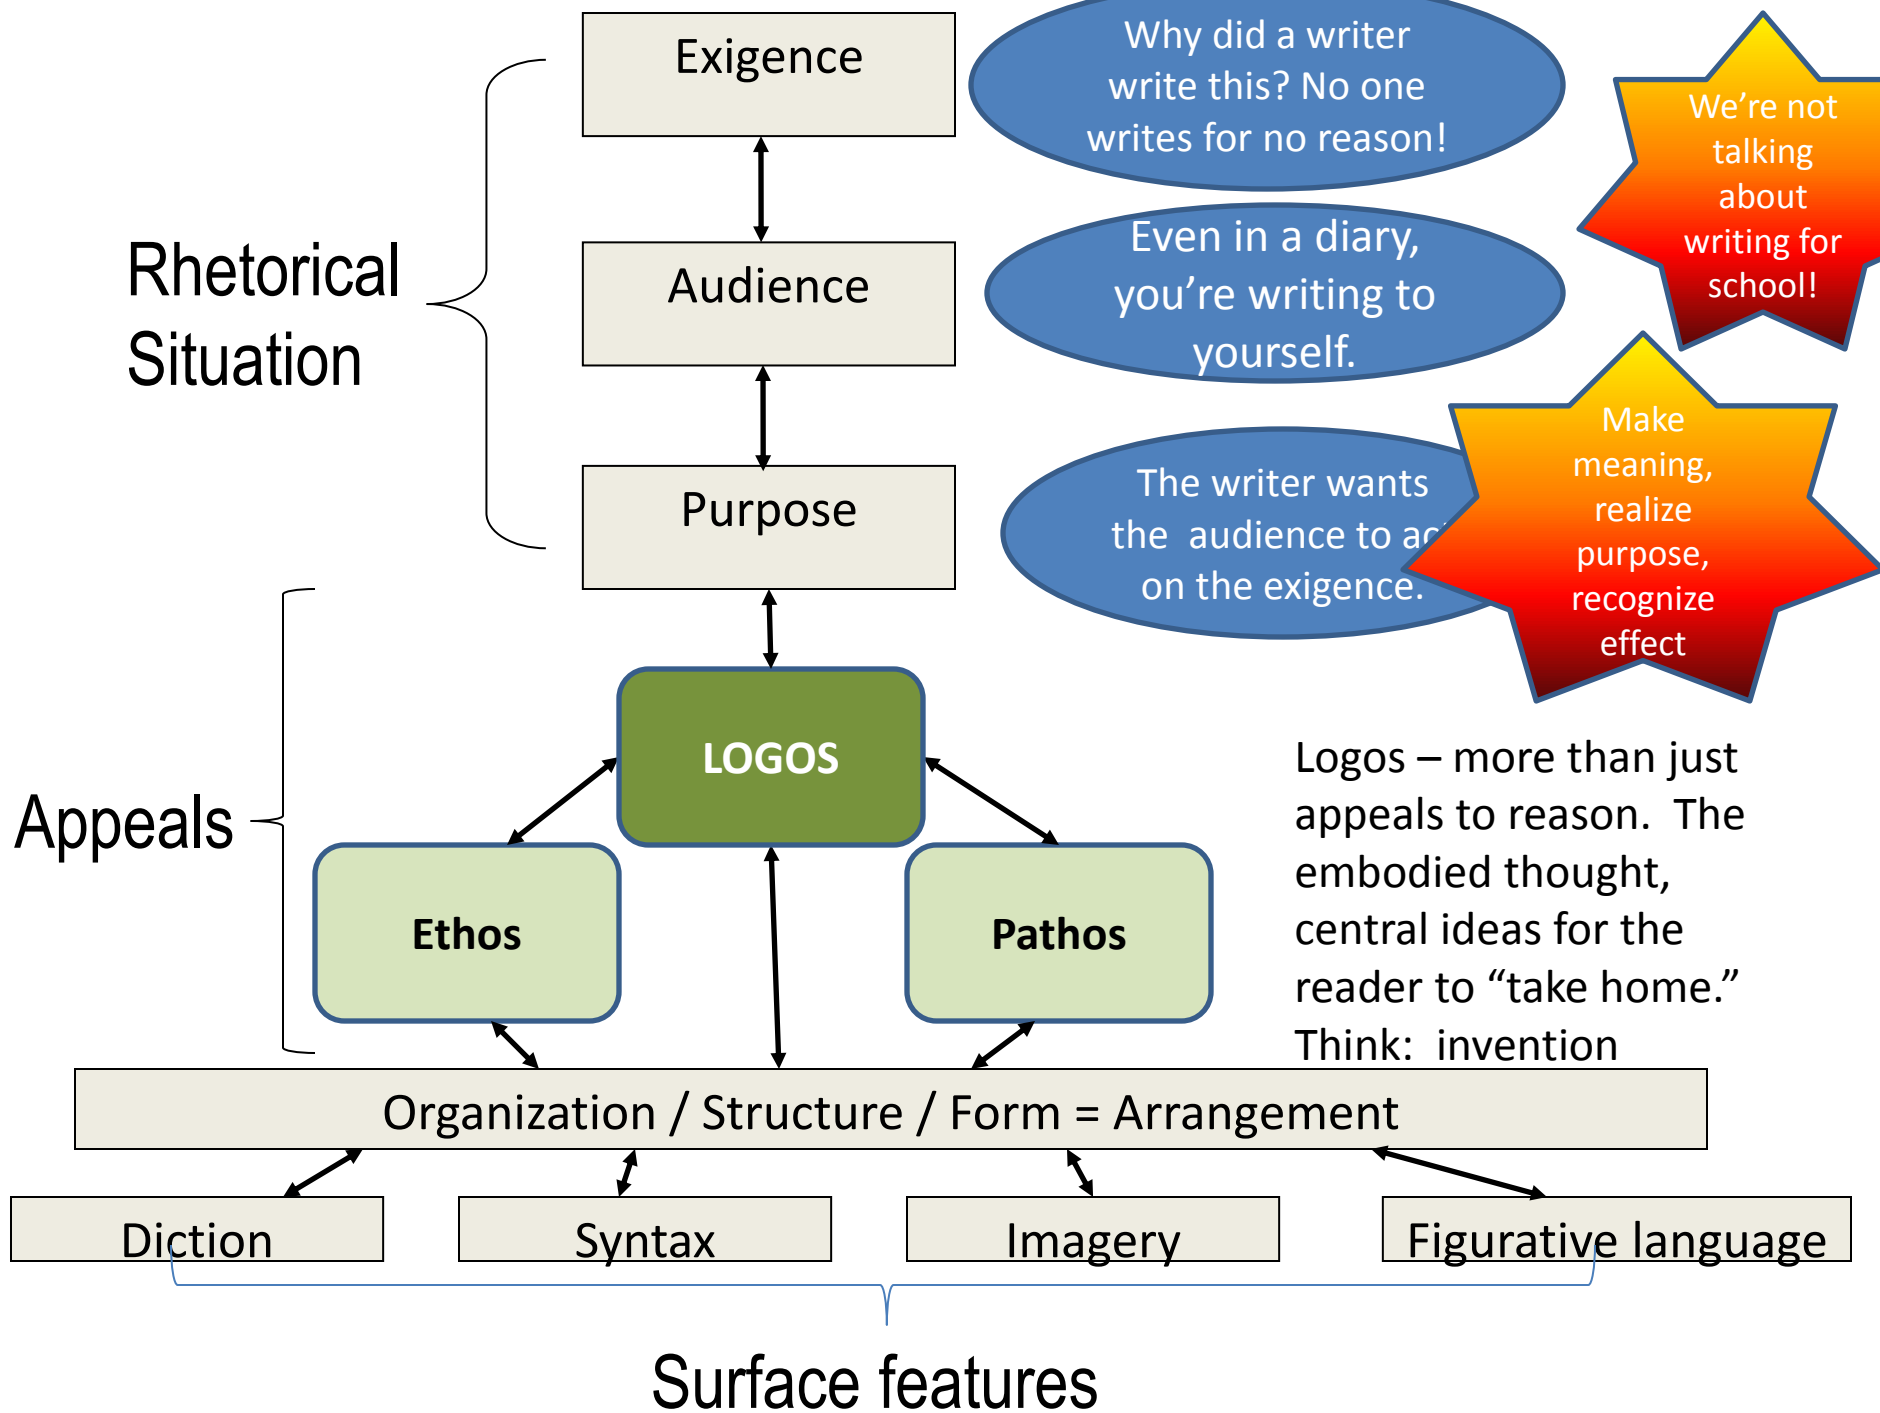 Exigence
Why did a writer
write this? No one
writes for no reason!
We’re not
talking
about
writing for
school!
Rhetorical
Situation
Audience
Even in a diary,
you’re writing to
yourself.
Purpose
The writer wants
the audience to
on the exigence.
Make
meaning,
realize
purpose,
recognize
effect
Appeals
LOGOS
Ethos
Pathos
Logos – more than just
appeals to reason. The
embodied thought,
central ideas for the
reader to “take home.”
Think: invention
Organization / Structure / Form = Arrangement
Diction
Syntax
Imagery
Figurative language
Surface features